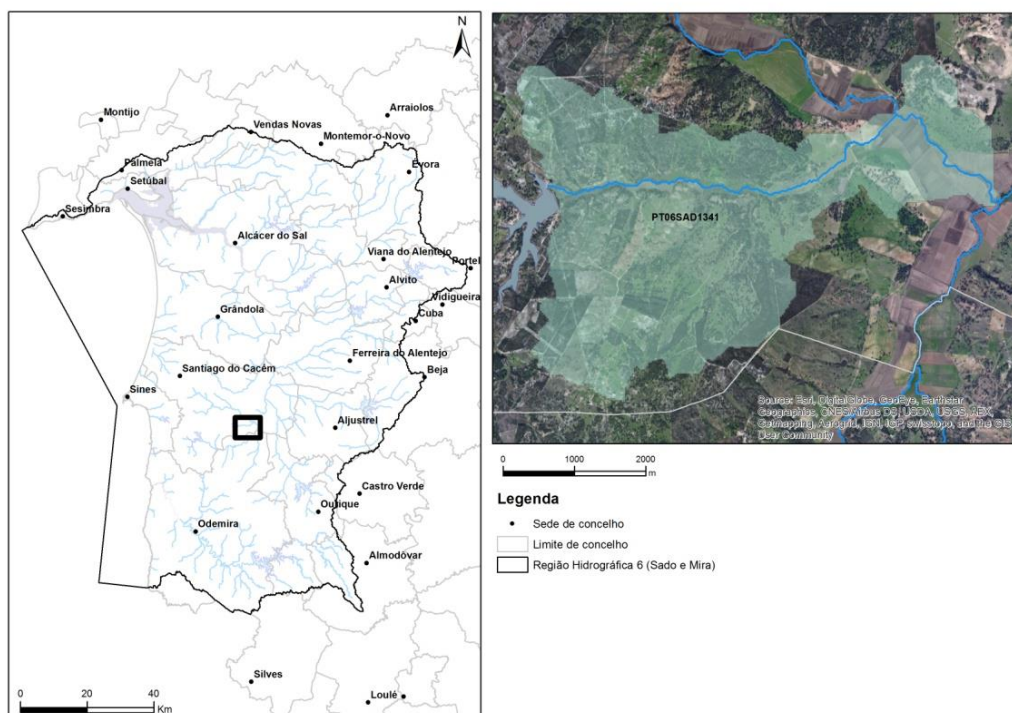 N
Montijo
Arraiolos
Vendas Novas
Montemor-o-Novo
Palmela
Évora
Setúbal
Sesimbra
Alcácer do Sal
Viana do Alentejo
Portel
Alvito
Vidigueira
Grândola
Cuba
Ferreira do Alentejo
Santiago do Cacém
Beja
Sines
Aljustrel
Castro Verde
Ourique
Odemira
Almodôvar
Silves
Loulé
0 20 40
Km
PT06SAD1341
Source: Esri, DigitalGlobe, GeoEye, Earthstar
Geographics, CNES/Airbus DS, USDA, USGS, AEX,
Getmapping, Aerogrid, IGN, IGP, swisstopo, and the GIS
User Community
0 1000 2000
m
Legenda
Sede de concelho
Limite de concelho
Região Hidrográfica 6 (Sado e Mira)